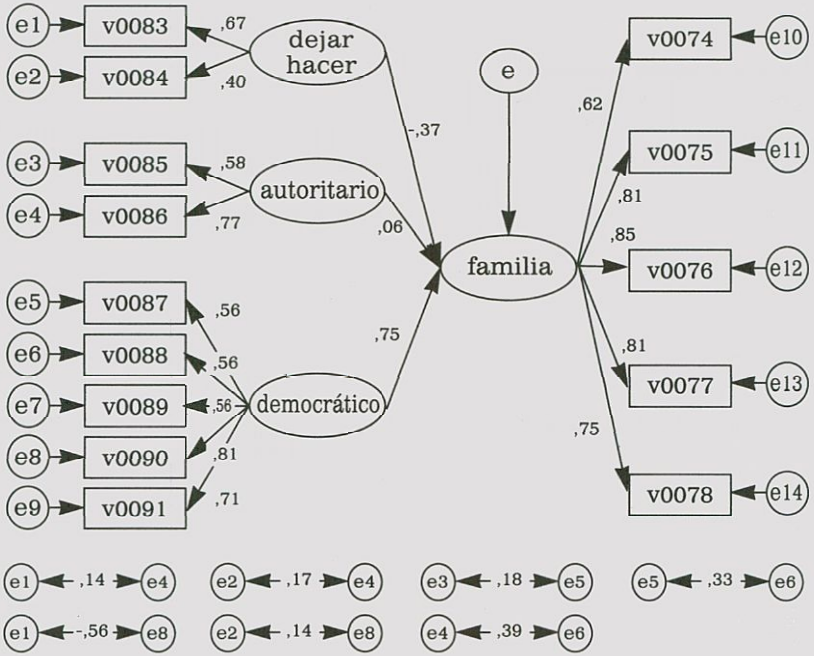 e1
v0083
,67
dejar
hacer
e2
v0084
,40
e
-,37
v0074
e10
,62
e3
v0085
,58
autoritario
e4
v0086
,77
,06
v0075
e11
,81
familia
,85
v0076
e12
e5
v0087
,56
e6
v0088
,56
e7
v0089
,56
democrático
,75
e8
v0090
,81
e9
v0091
,71
,81
v0077
e13
,75
v0078
e14
e1 ,14 e4
e2 ,17 e4
e3 ,18 e5
e5 ,33 e6
e1 -,56 e8
e2 ,14 e8
e4 ,39 e6